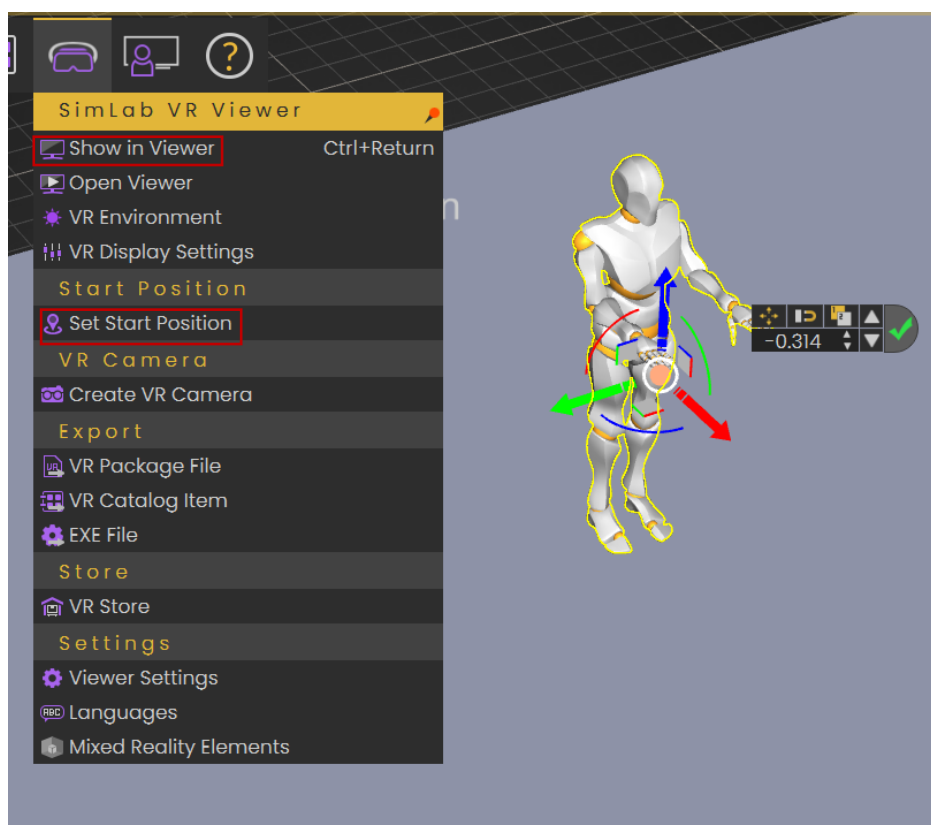 ?
SimLab VR Viewer
Show in Viewer Ctrl+Return
Open Viewer
VR Environment
VR Display Settings
Start Position
Set Start Position
VR Camera
Create VR Camera
Export
VR Package File
VR Catalog Item
EXE File
Store
VR Store
Settings
Viewer Settings
Languages
Mixed Reality Elements
-0.314